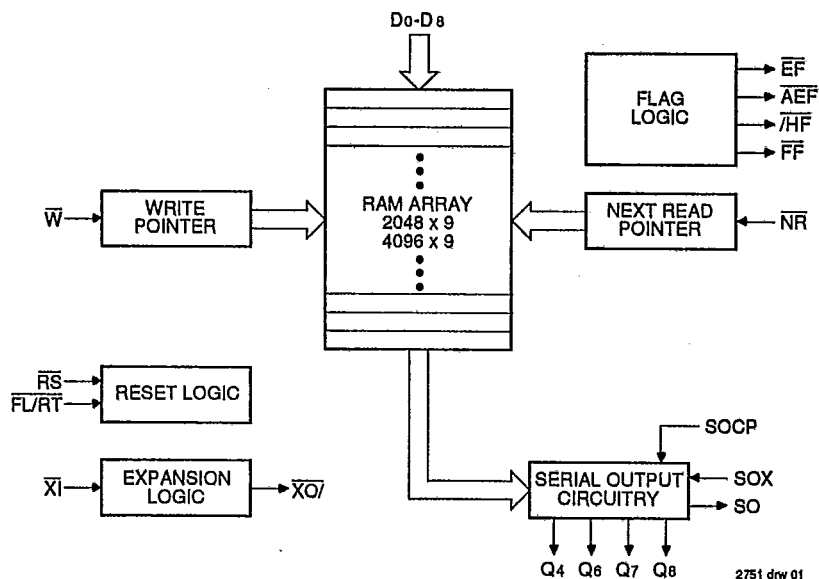 D0-D8
EF
AEF
/HF
FF
FLAG
LOGIC
W
WRITE
POINTER
RAM ARRAY
2048 x 9
4096 x 9
NEXT READ
POINTER
NR
RS
FL/RT
RESET LOGIC
SOCP
XI
EXPANSION
LOGIC
XO/
SERIAL OUTPUT
CIRCUITRY
SOX
SO
Q4 Q6 Q7 Q8
2751 drw 01